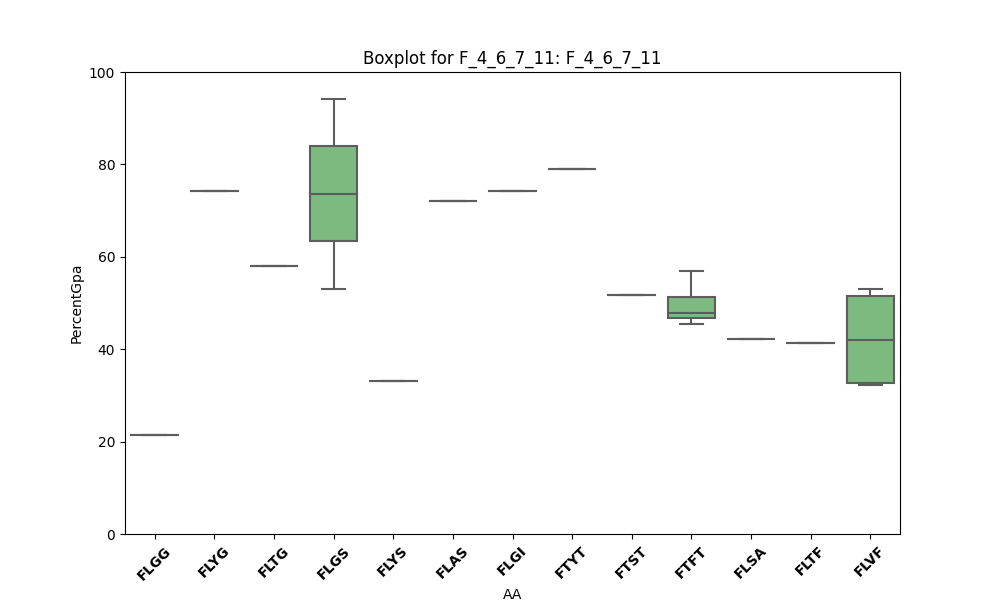 Boxplot for F_4_6_7_11: F_4_6_7_11
PercentGpa
100
80
60
40
20
0
FLGG FLYG FLTG FLGS FLYS FLAS FLGI FTYT FTST FTFT FLSA FLTF FLVF
AA